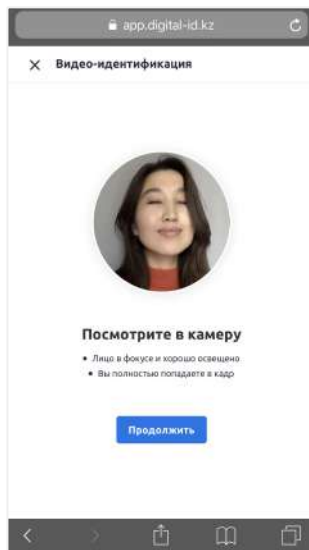 app.digital-id.kz
Видео-идентификация
Посмотрите в камеру
Лицо в фокусе и хорошо освещено
Вы полностью попадаете в кадр
Продолжить